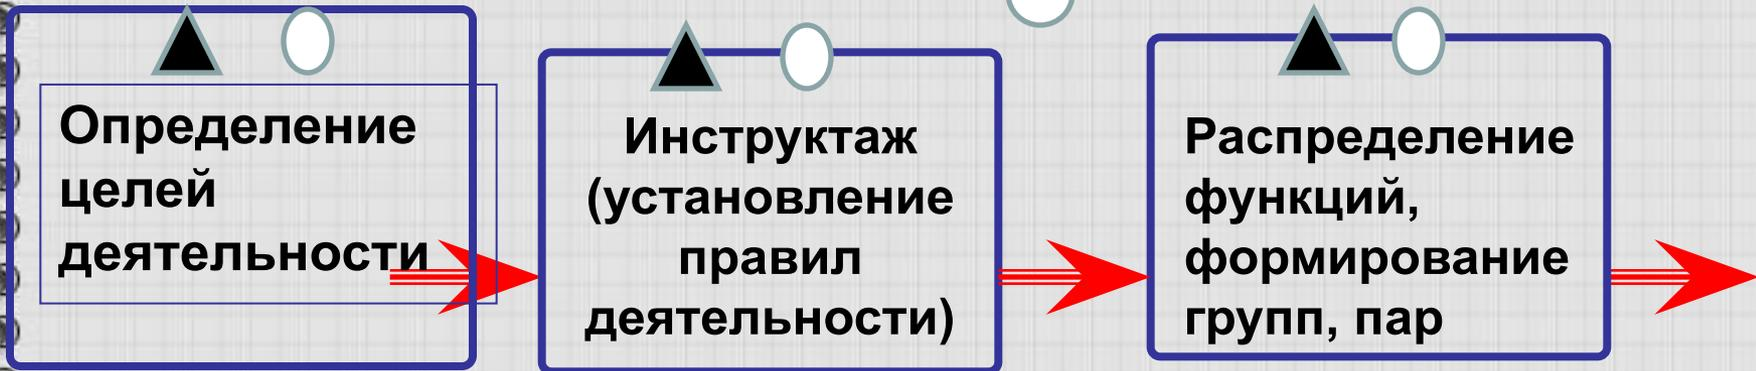 Определение
целей
деятельности
Инструктаж
(установление
правил
деятельности)
Распределение
функций,
формирование
групп, пар